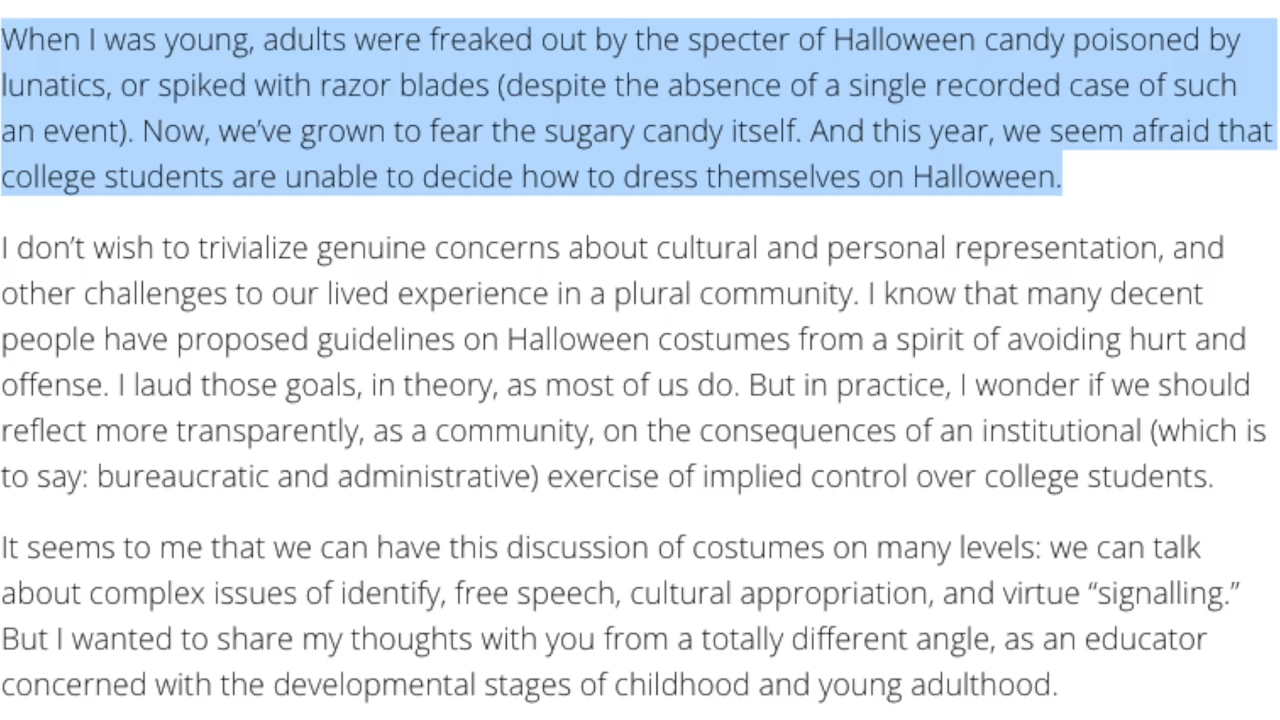 When I was young, adults were freaked out by the specter of Halloween candy poisoned by
lunatics, or spiked with razor blades (despite the absence of a single recorded case of such
an event). Now, we’ve grown to fear the sugary candy itself. And this year, we seem afraid that
college students are unable to decide how to dress themselves on Halloween.
I don’t wish to trivialize genuine concerns about cultural and personal representation, and
other challenges to our lived experience in a plural community. I know that many decent
people have proposed guidelines on Halloween costumes from a spirit of avoiding hurt and
offense. I laud those goals, in theory, as most of us do. But in practice, I wonder if we should
reflect more transparently, as a community, on the consequences of an institutional (which is
to say: bureaucratic and administrative) exercise of implied control over college students.
It seems to me that we can have this discussion of costumes on many levels: we can talk
about complex issues of identify, free speech, cultural appropriation, and virtue “signalling.”
But I wanted to share my thoughts with you from a totally different angle, as an educator
concerned with the developmental stages of childhood and young adulthood.